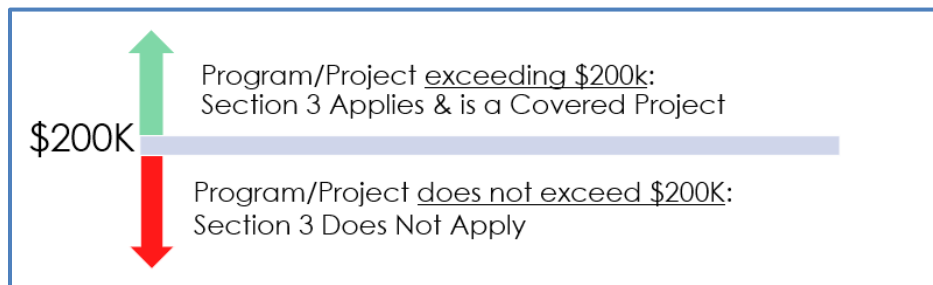 Program/Project exceeding $200k:
Section 3 Applies & is a Covered Project
$200K
Program/Project does not exceed $200K:
Section 3 Does Not Apply